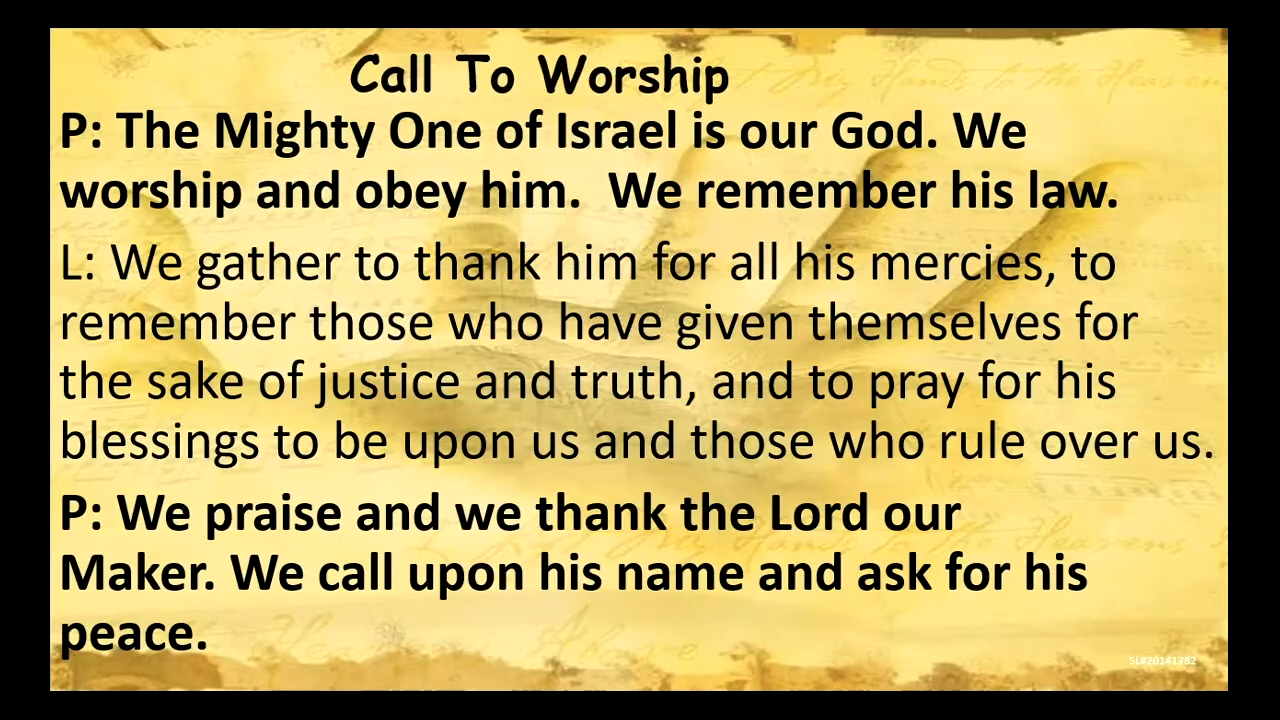 Call To Worship
P: The Mighty One of Israel is our God. We
worship and obey him.  We remember his law.
L: We gather to thank him for all his mercies, to
remember those who have given themselves for
the sake of justice and truth, and to pray for his
blessings to be upon us and those who rule over us.
P: We praise and we thank the Lord our
Maker. We call upon his name and ask for his
peace.
SL#20141782